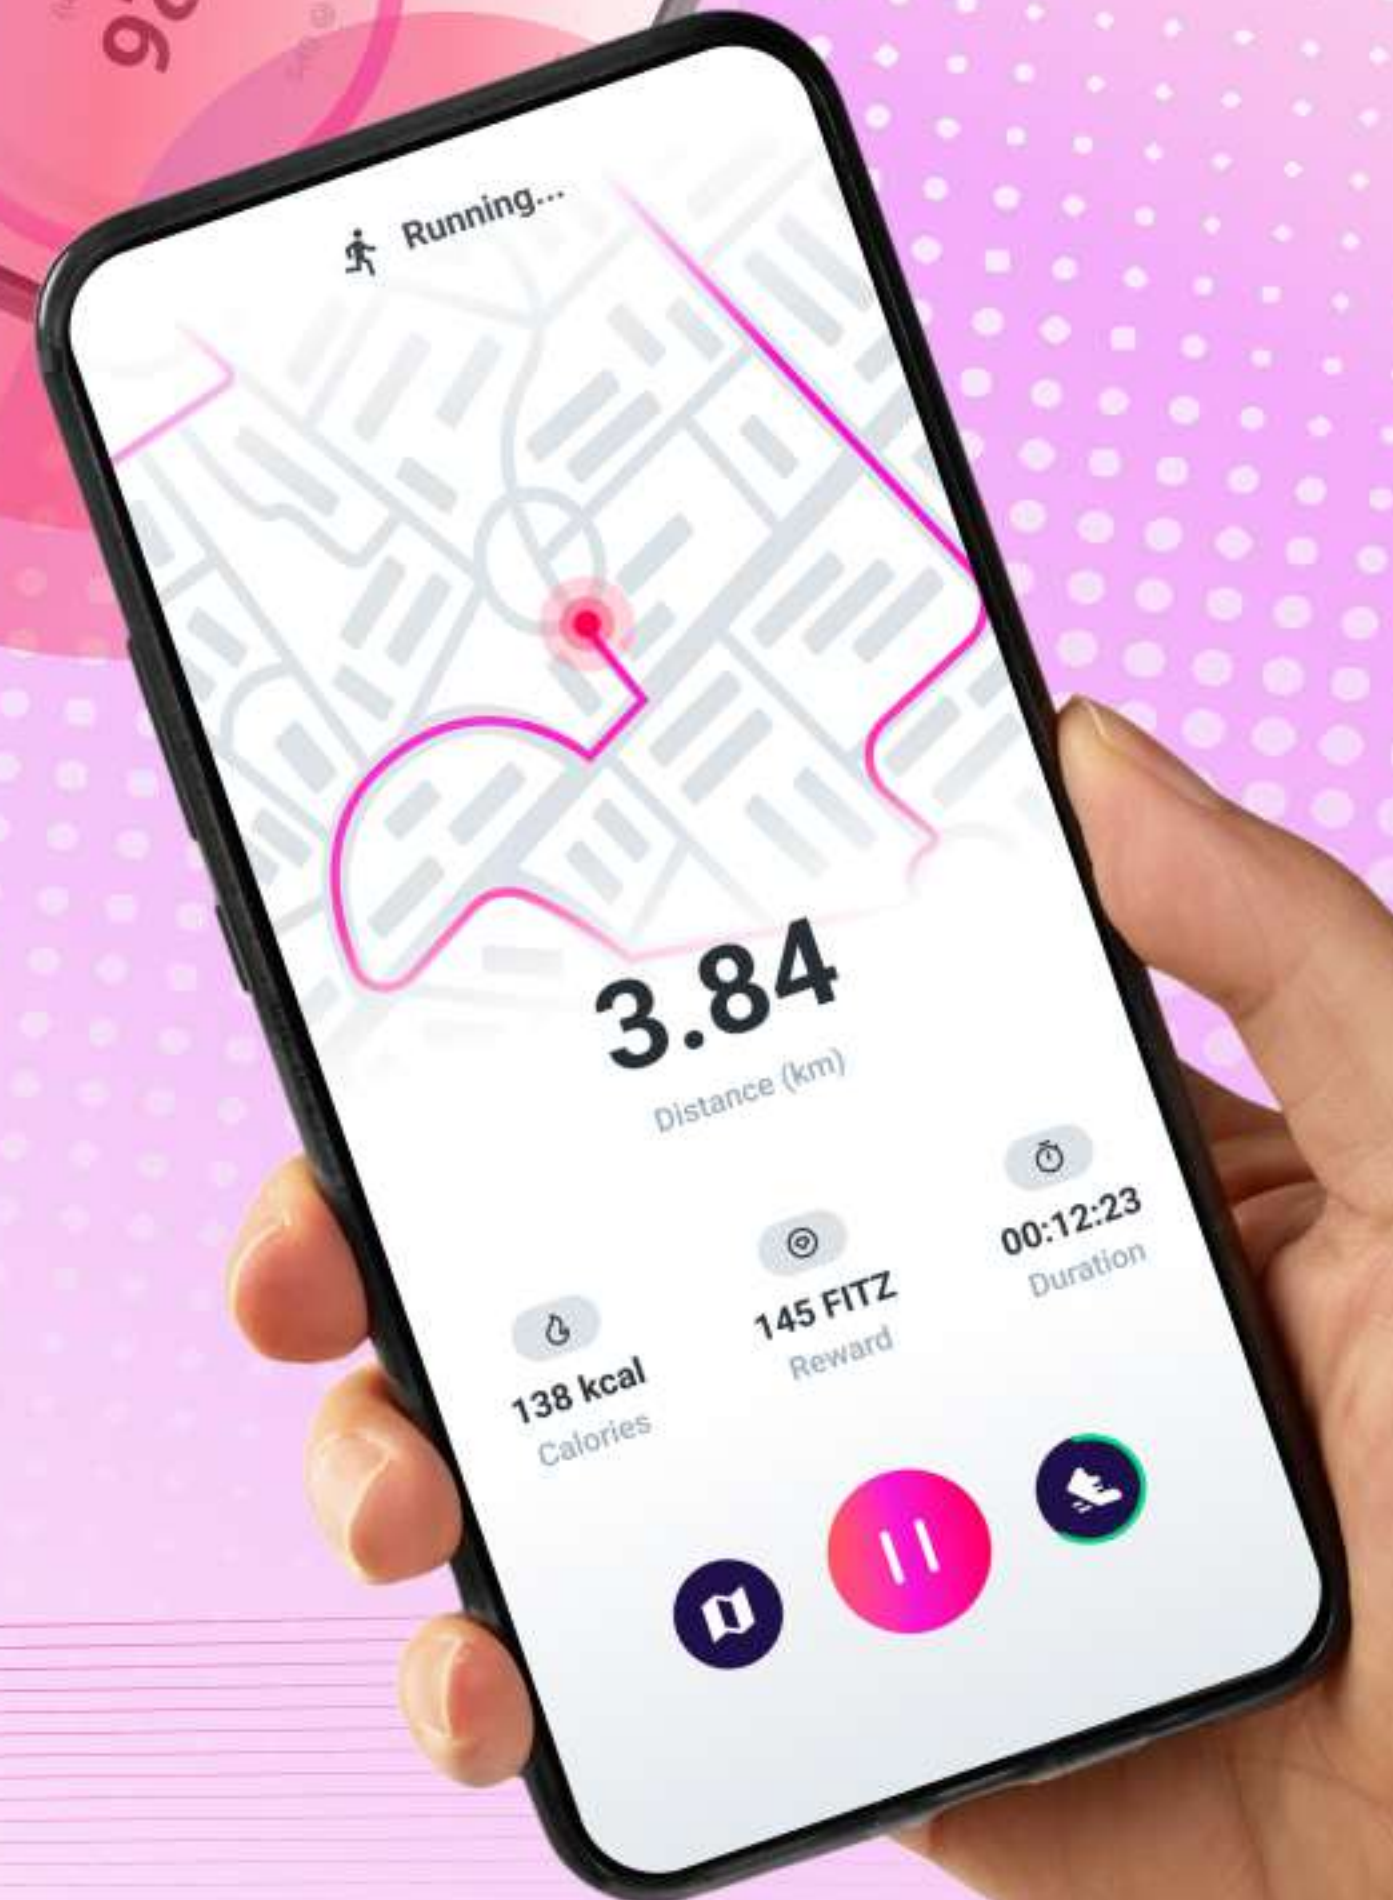 Running...
3.84
Distance (km)
138 kcal
Calories
145 FITZ
Reward
00:12:23
Duration